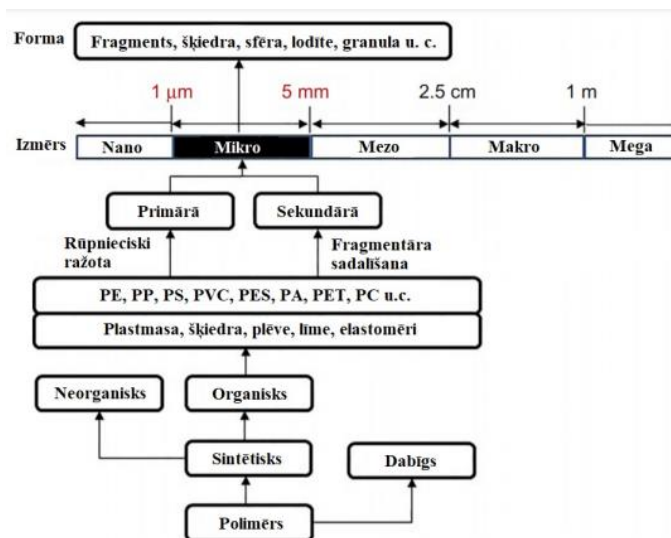 Forma
Fragments, šķiedra, sfēra, lodīte, granula u. c.
1 μm
5 mm
2.5 cm
1 m
Izmērs
Nano
Mikro
Mezo
Makro
Mega
Primārā
Sekundārā
Rūpnieciski
ražota
Fragmentāra
sadalīšana
PE, PP, PS, PVC, PES, PA, PET, PC u.c.
Plastmasa, šķiedra, plēve, līme, elastomēri
Neorganisks
Organisks
Sintētisks
Dabīgs
Polimērs